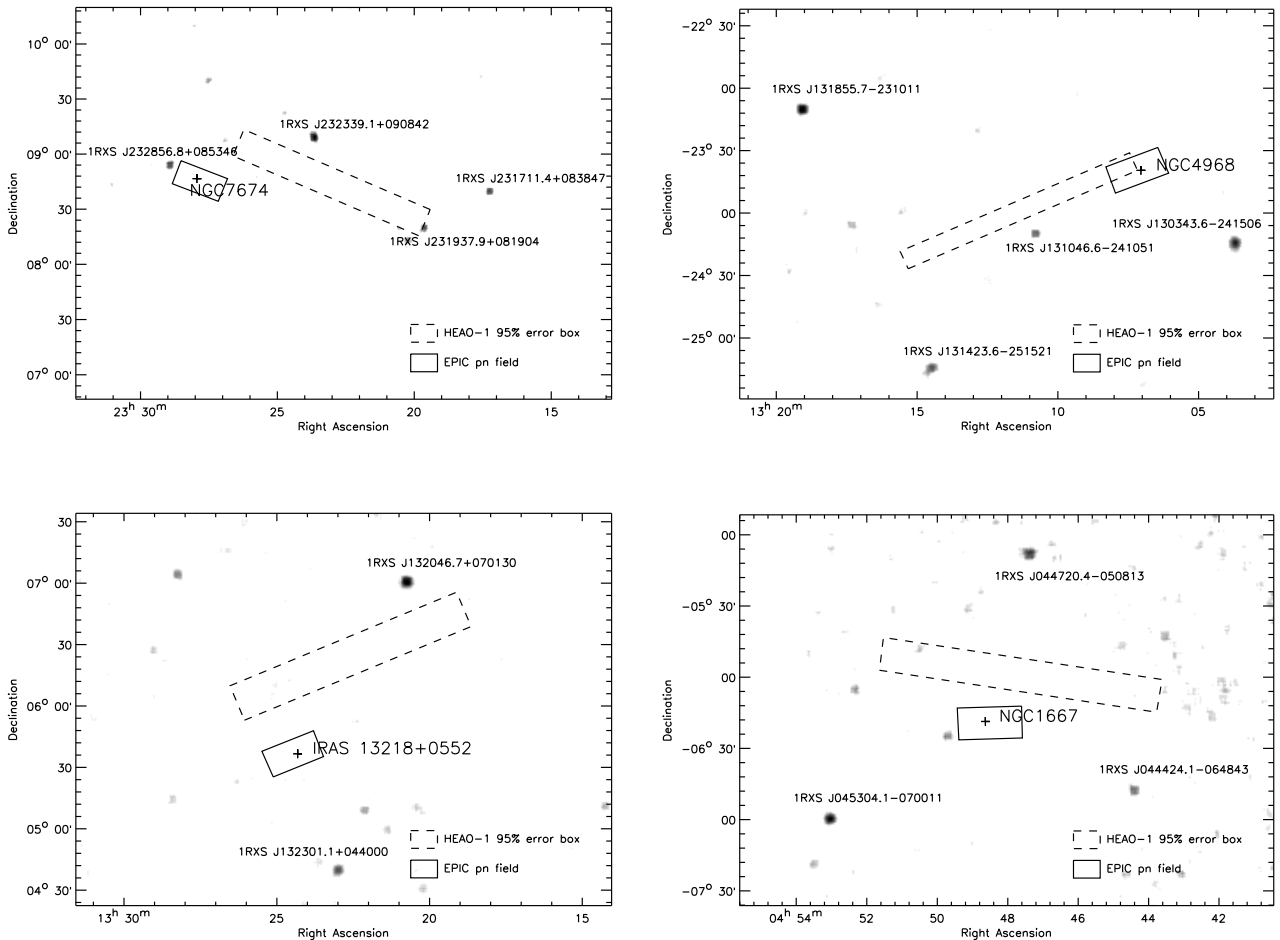 10° 00'
30
1RXS J232339.1+090842
09° 00'
1RXS J232856.8+085346
NGC7674
1RXS J231711.4+083847
30
1RXS J231937.9+081904
08° 00'
30
HEAO-1 95% error box
EPIC pn field
07° 00'
23h 30m
25
20
15
Right Ascension
Declination
-22° 30'
1RXS J131855.7-231011
00
-23° 30'
NGC4968
00
1RXS J130343.6-241506
1RXS J131046.6-241051
-24° 30'
HEAO-1 95% error box
-25° 00'
1RXS J131423.6-251521
EPIC pn field
13h 20m
15
10
05
Right Ascension
Declination
30
1RXS J132046.7+070130
07° 00'
30
06° 00'
IRAS 13218+0552
30
05° 00'
HEAO-1 95% error box
1RXS J132301.1+044000
EPIC pn field
04° 30'
13h 30m
25
20
15
Right Ascension
Declination
00
1RXS J044720.4-050813
-05° 30'
00
NGC1667
-06° 30'
1RXS J044424.1-064843
1RXS J045304.1-070011
00
HEAO-1 95% error box
EPIC pn field
-07° 30'
04h 54m
52
50
48
46
44
42
Right Ascension
Declination